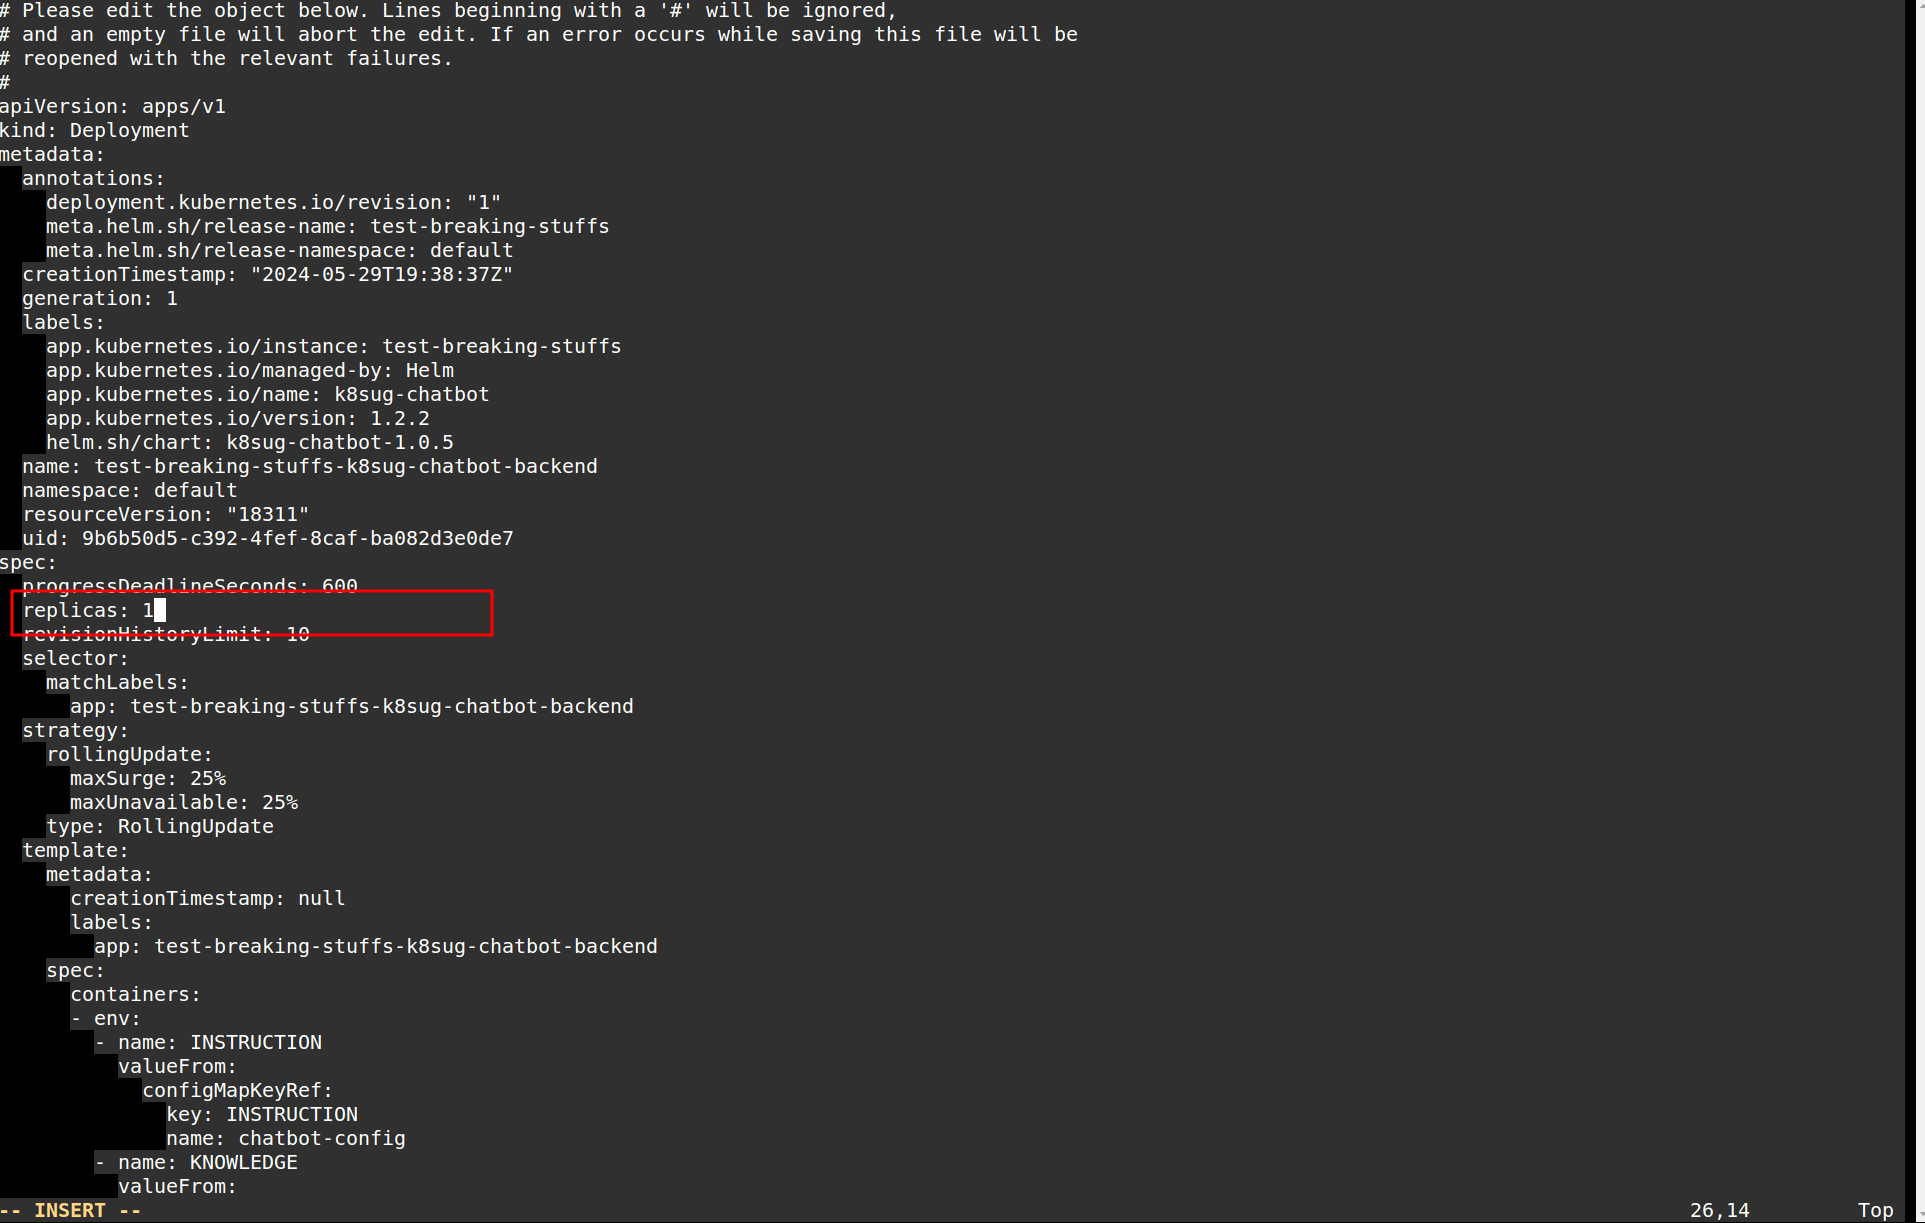 # Please edit the object below. Lines beginning with a '#' will be ignored,
# and an empty file will abort the edit. If an error occurs while saving this file will be
# reopened with the relevant failures.
#
apiVersion: apps/v1
kind: Deployment
metadata:
  annotations:
    deployment.kubernetes.io/revision: "1"
    meta.helm.sh/release-name: test-breaking-stuffs
    meta.helm.sh/release-namespace: default
  creationTimestamp: "2024-05-29T19:38:37Z"
  generation: 1
  labels:
    app.kubernetes.io/instance: test-breaking-stuffs
    app.kubernetes.io/managed-by: Helm
    app.kubernetes.io/name: k8sug-chatbot
    app.kubernetes.io/version: 1.2.2
    helm.sh/chart: k8sug-chatbot-1.0.5
  name: test-breaking-stuffs-k8sug-chatbot-backend
  namespace: default
  resourceVersion: "18311"
  uid: 9b6b50d5-c392-4fef-8caf-ba082d3e0de7
spec:
  progressDeadlineSeconds: 600
  replicas: 1
  revisionHistoryLimit: 10
  selector:
    matchLabels:
      app: test-breaking-stuffs-k8sug-chatbot-backend
  strategy:
    rollingUpdate:
      maxSurge: 25%
      maxUnavailable: 25%
    type: RollingUpdate
  template:
    metadata:
      creationTimestamp: null
      labels:
        app: test-breaking-stuffs-k8sug-chatbot-backend
    spec:
      containers:
      - env:
        - name: INSTRUCTION
          valueFrom:
            configMapKeyRef:
              key: INSTRUCTION
              name: chatbot-config
        - name: KNOWLEDGE
          valueFrom:
-- INSERT -- 26,14 Top